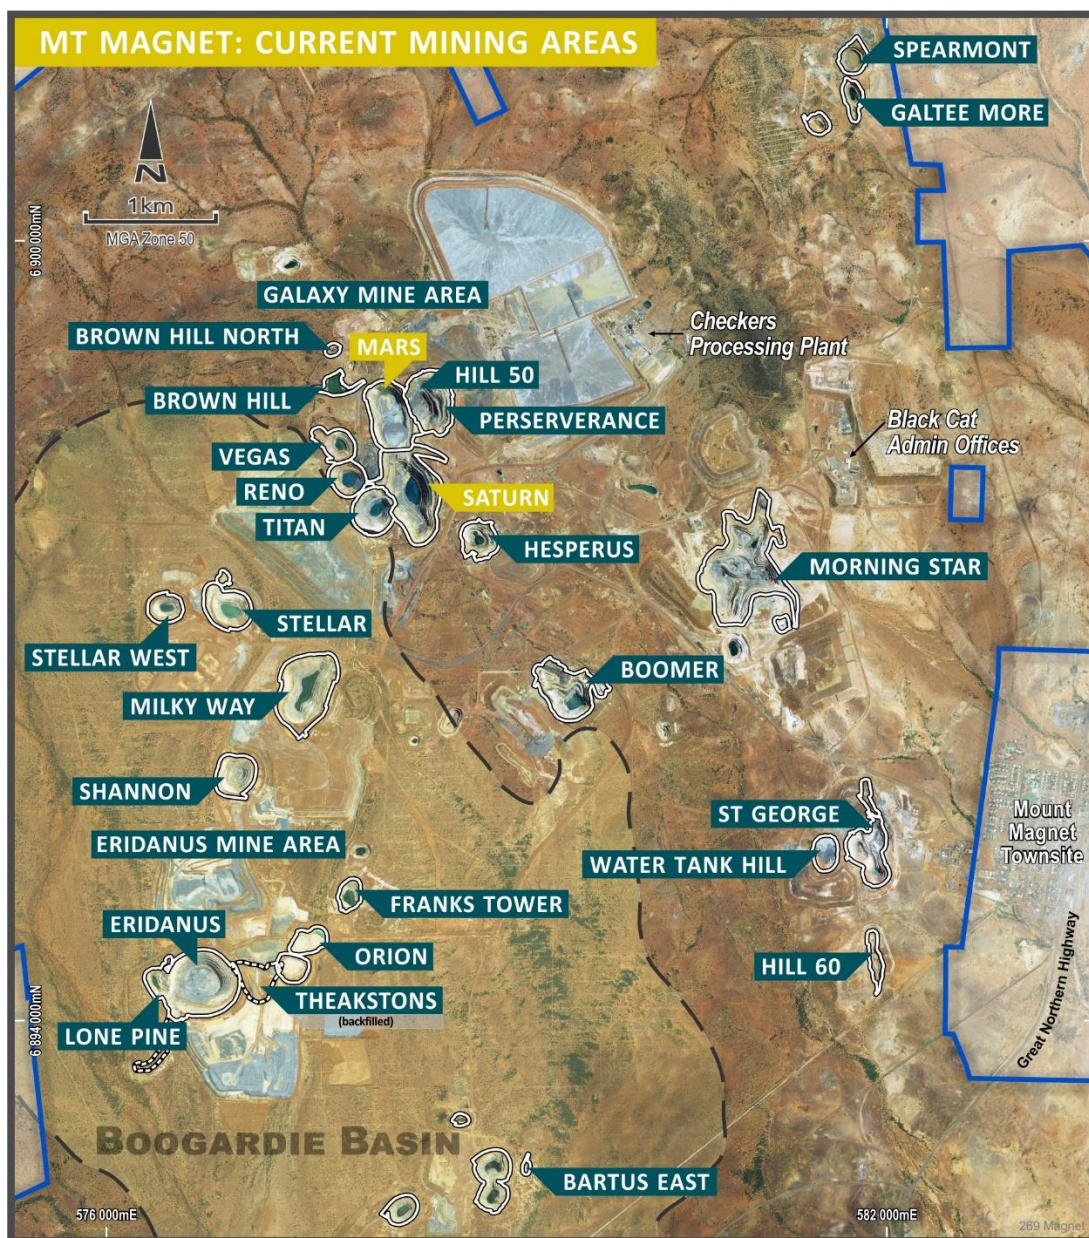 MT MAGNET: CURRENT MINING AREAS
SPEARMONT
GALTEE MORE
N
1km
MGA Zone 50
6 900 000mN
GALAXY MINE AREA
BROWN HILL NORTH
MARS
Checkers
Processing Plant
HILL 50
BROWN HILL
PERSERVERANCE
Black Cat
Admin Offices
VEGAS
RENO
SATURN
TITAN
HESPERUS
MORNING STAR
STELLAR
STELLAR WEST
BOOMER
MILKY WAY
SHANNON
ST GEORGE
Mount
Magnet
Townsite
ERIDANUS MINE AREA
WATER TANK HILL
FRANKS TOWER
ERIDANUS
ORION
HILL 60
THEAKSTONS
(backfilled)
LONE PINE
6 894 000mN
Great Northern Highway
BOOGARDIE BASIN
BARTUS EAST
576 000mE
582 000mE
269 Magnet